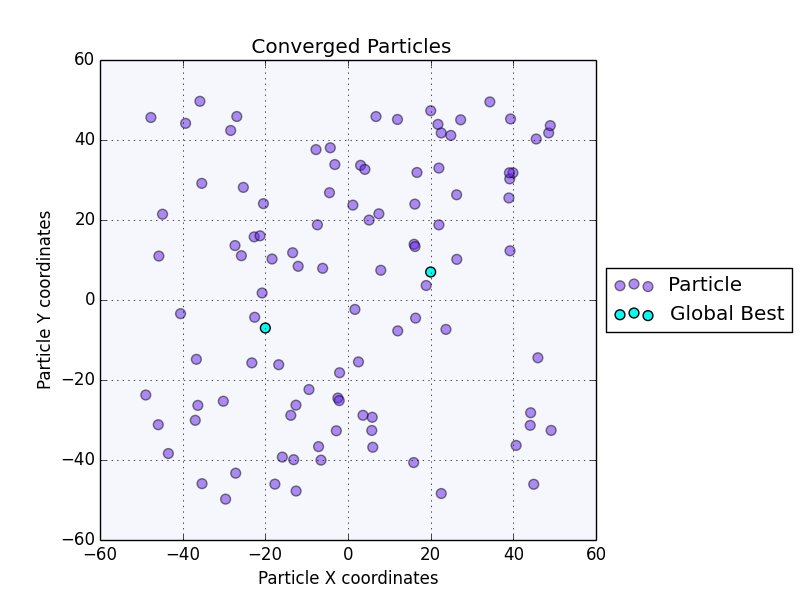 Converged Particles
60
40
20
0
−20
−40
−60
−60 −40 −20 0 20 40 60
Particle Y coordinates
Particle X coordinates
Particle
Global Best